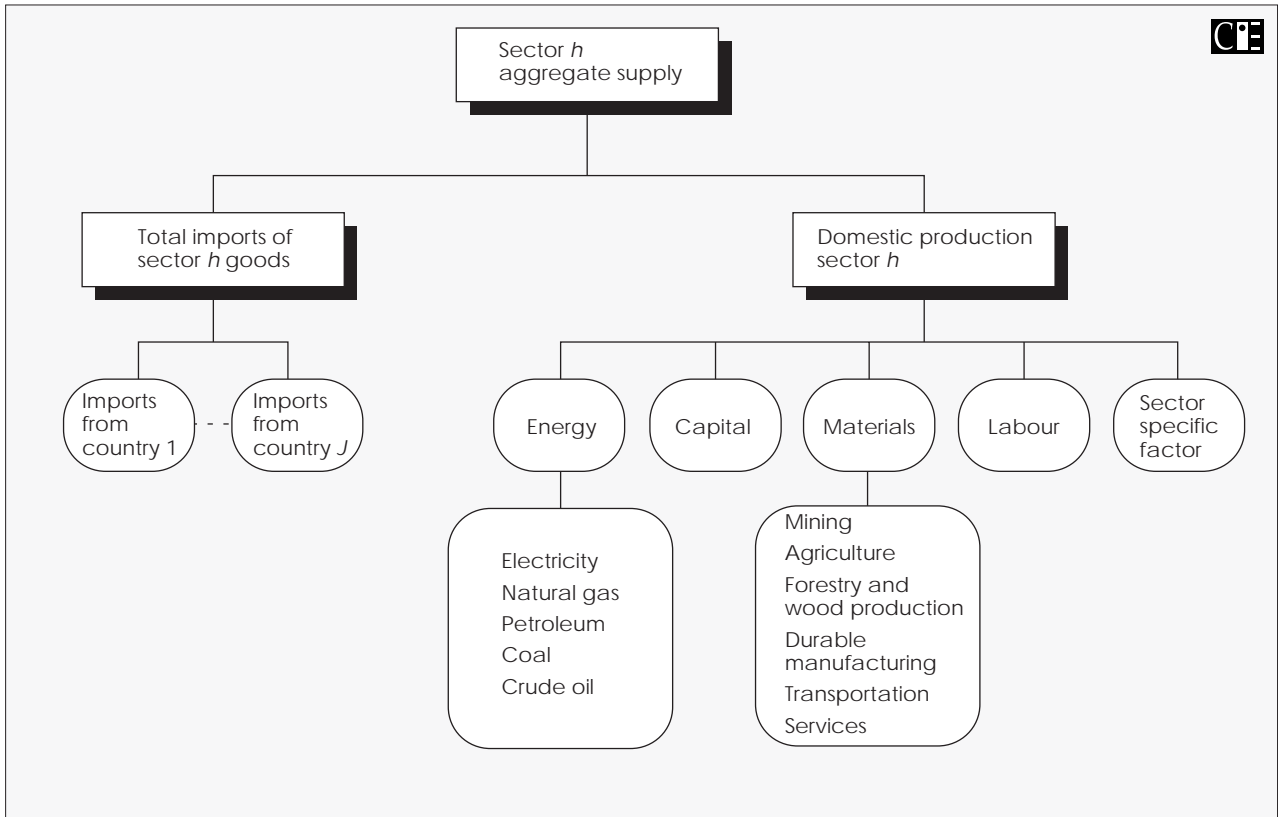 Sector h
aggregate supply
CIE
Total imports of
sector h goods
Domestic production
sector h
Imports
from
country 1
- - -
Imports
from
country J
Energy
Capital
Materials
Labour
Sector
specific
factor
Electricity
Natural gas
Petroleum
Coal
Crude oil
Mining
Agriculture
Forestry and
wood production
Durable
manufacturing
Transportation
Services